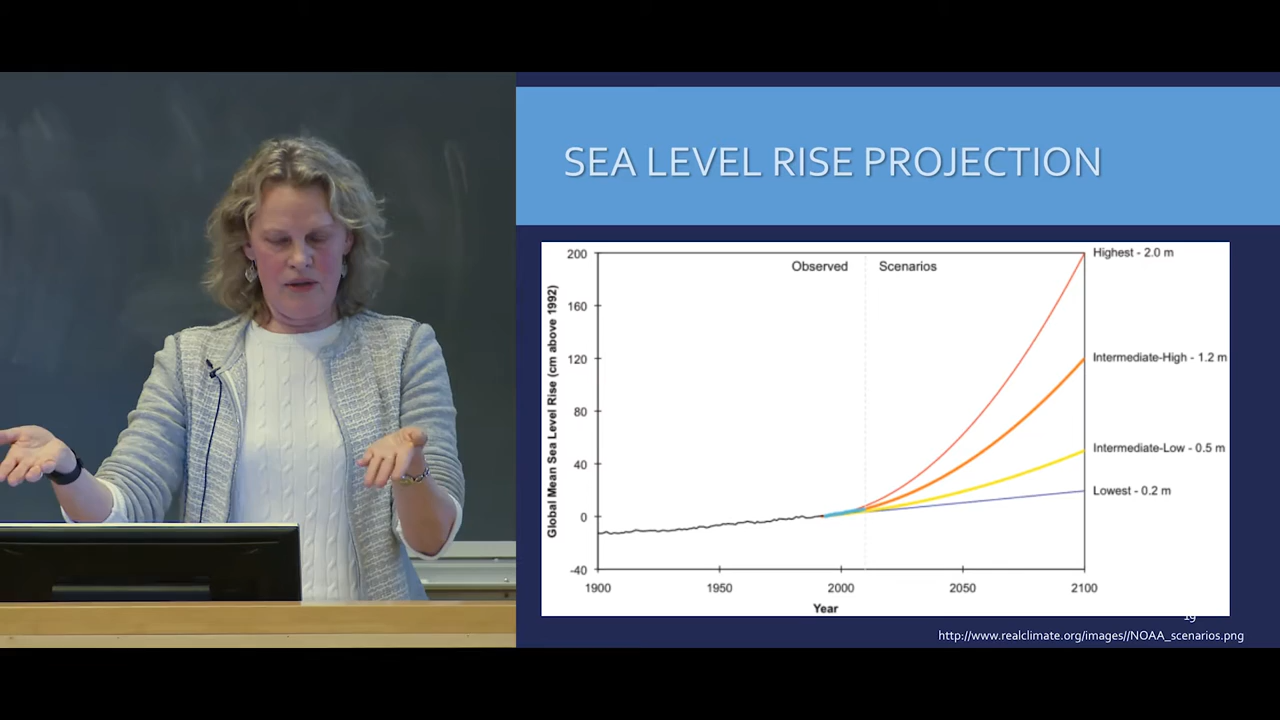 SEA LEVEL RISE PROJECTION
Observed
Scenarios
Highest - 2.0 m
Intermediate-High - 1.2 m
Intermediate-Low - 0.5 m
Lowest - 0.2 m
Global Mean Sea Level Rise (cm above 1992)
200
160
120
80
40
0
-40
1900
1950
2000
2050
2100
Year
19
http://www.realclimate.org/images//NOAA_scenarios.png